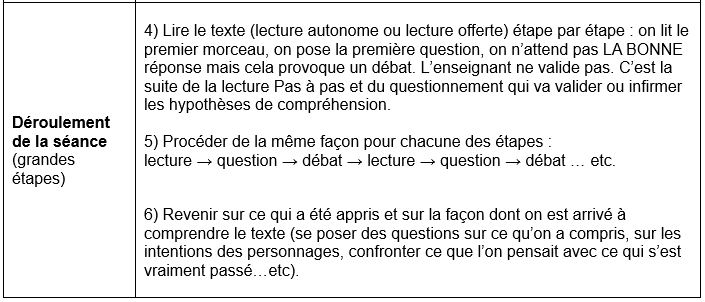 Déroulement
de la séance
(grandes
étapes)
4) Lire le texte (lecture autonome ou lecture offerte) étape par étape : on lit le
premier morceau, on pose la première question, on n’attend pas LA BONNE
réponse mais cela provoque un débat. L’enseignant ne valide pas. C’est la
suite de la lecture Pas à pas et du questionnement qui va valider ou infirmer
les hypothèses de compréhension.
5) Procéder de la même façon pour chacune des étapes :
lecture → question → débat → lecture → question → débat … etc.
6) Revenir sur ce qui a été appris et sur la façon dont on est arrivé à
comprendre le texte (se poser des questions sur ce qu’on a compris, sur les
intentions des personnages, confronter ce que l’on pensait avec ce qui s’est
vraiment passé…etc).